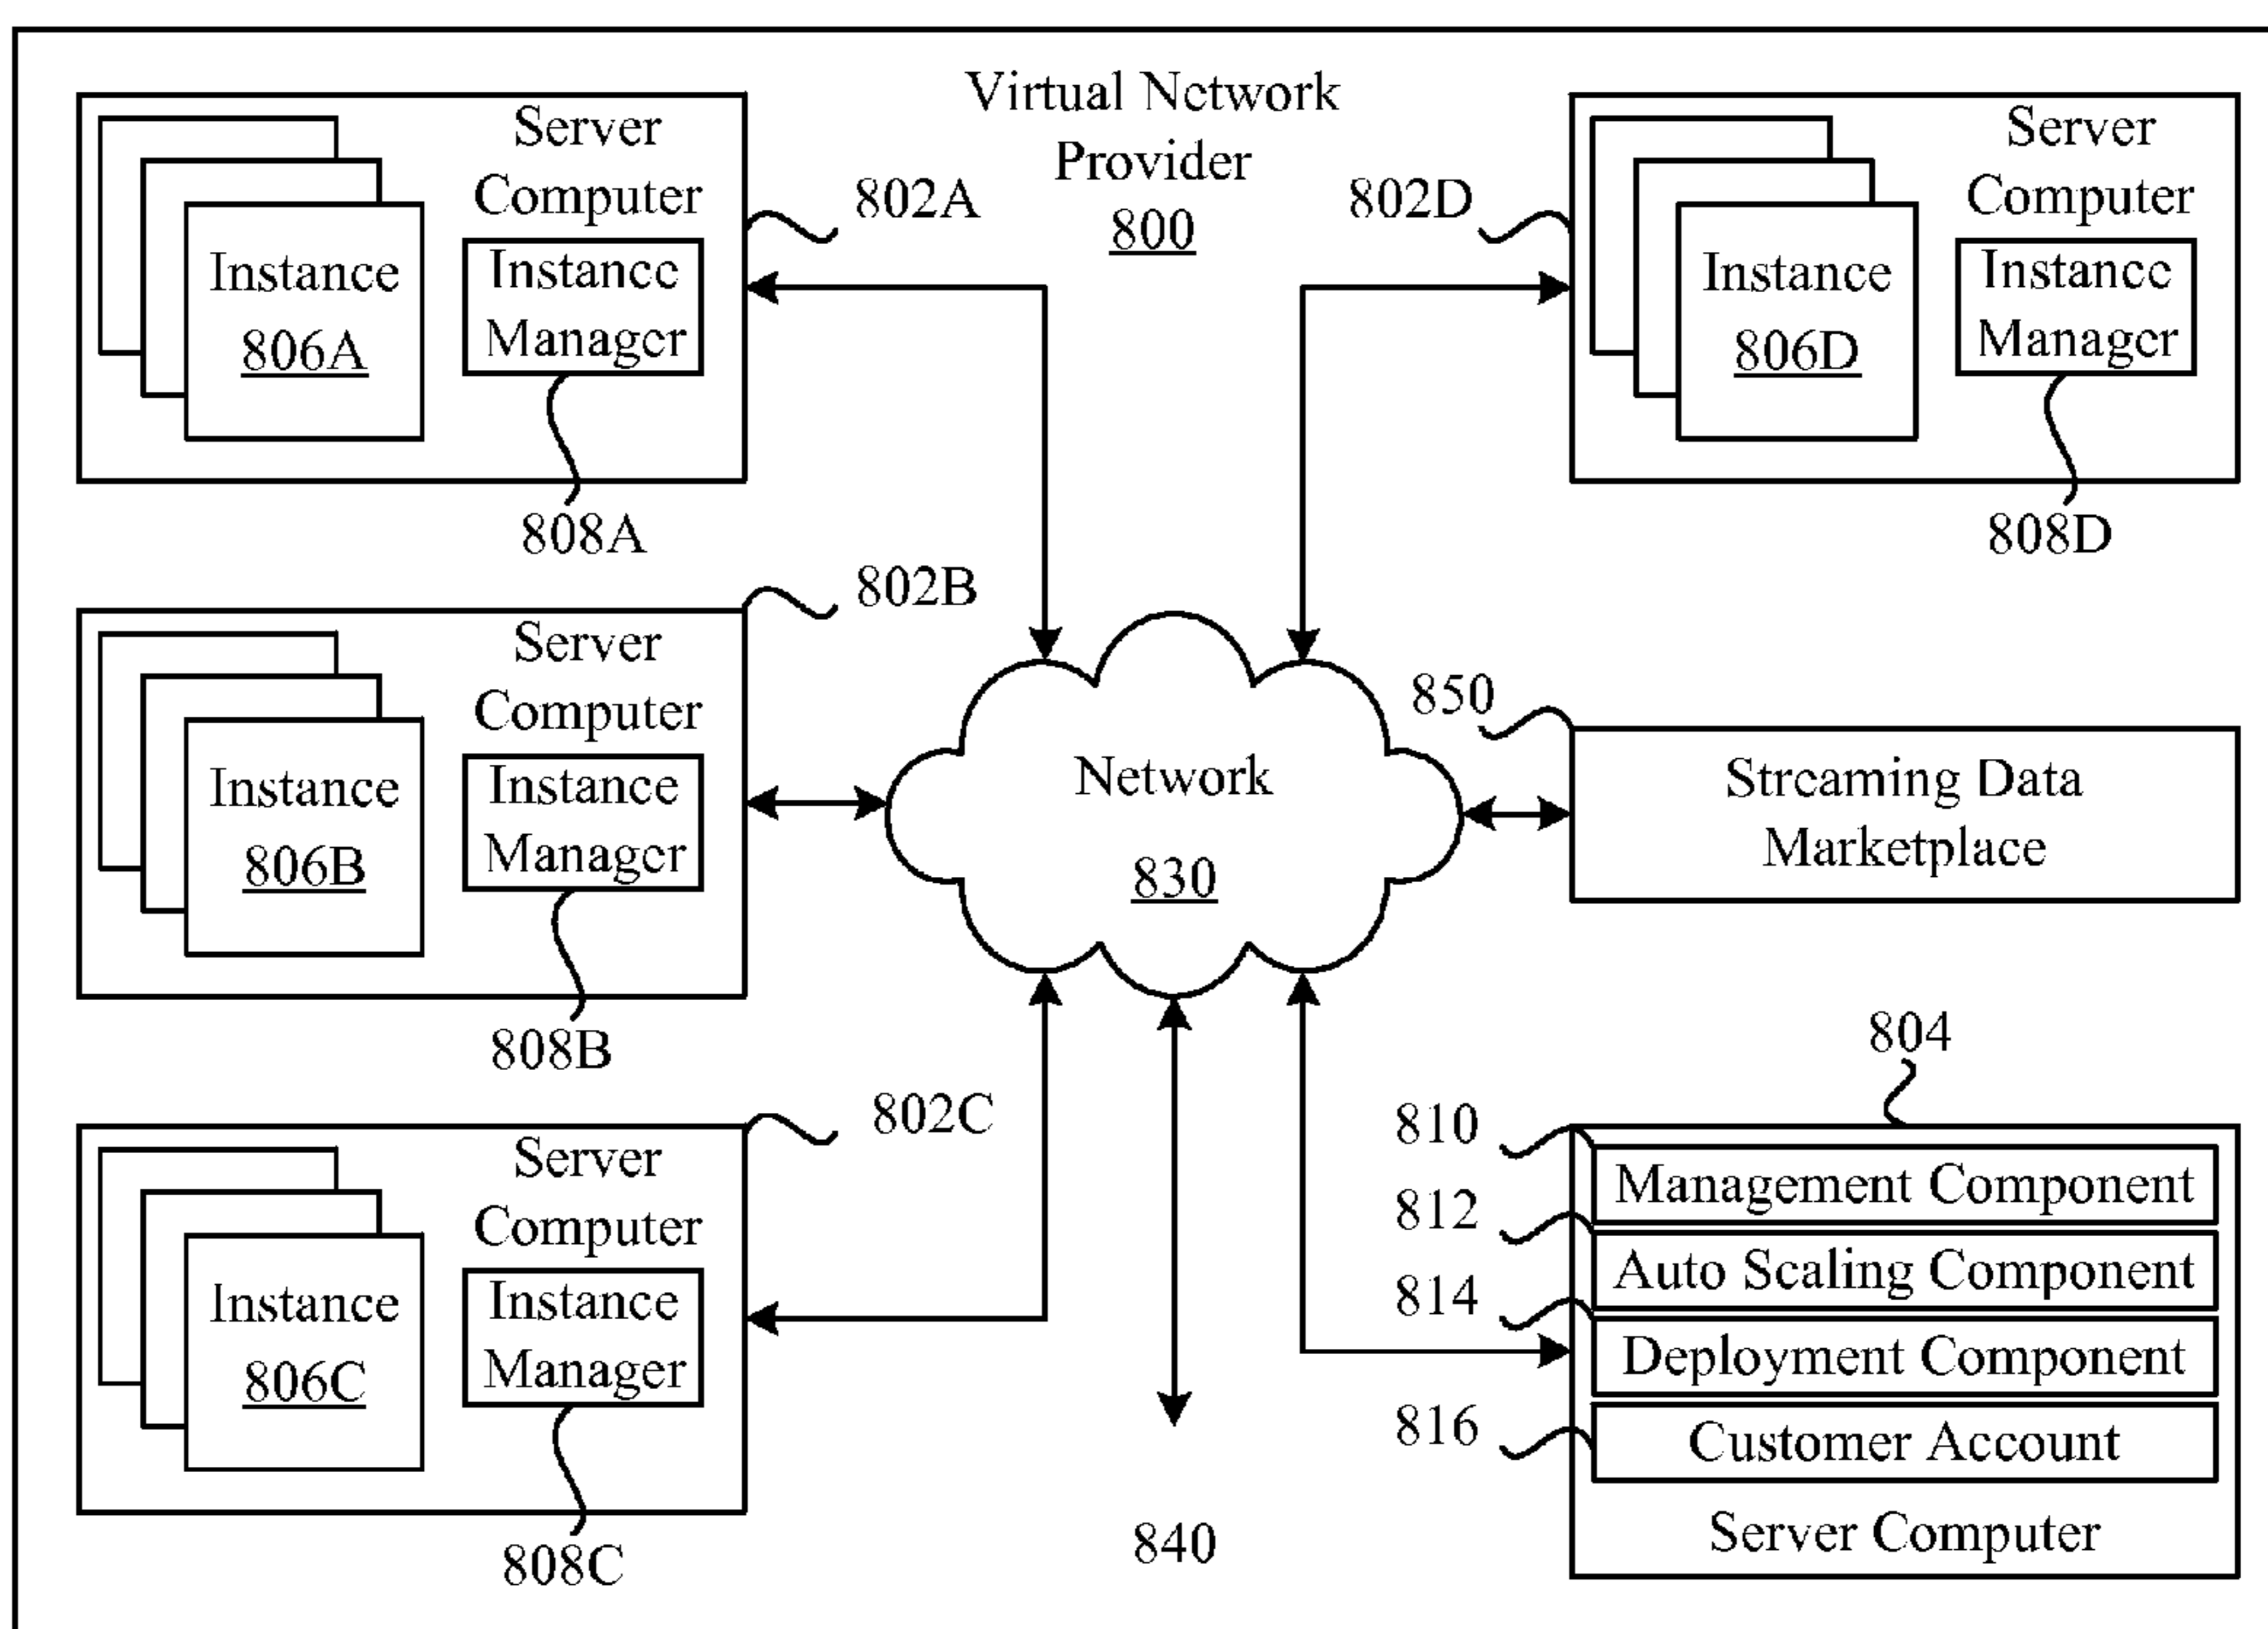 Virtual Network
Provider
800
Server
Computer
802A
Instance
806A
Instance
Manager
808A
802D
Server
Computer
Instance
806D
Instance
Manager
808D
802B
Server
Computer
Instance
806B
Instance
Manager
808B
Network
830
850
Streaming Data
Marketplace
802C
Server
Computer
Instance
806C
Instance
Manager
808C
840
804
810
Management Component
812
Auto Scaling Component
814
Deployment Component
816
Customer Account
Server Computer